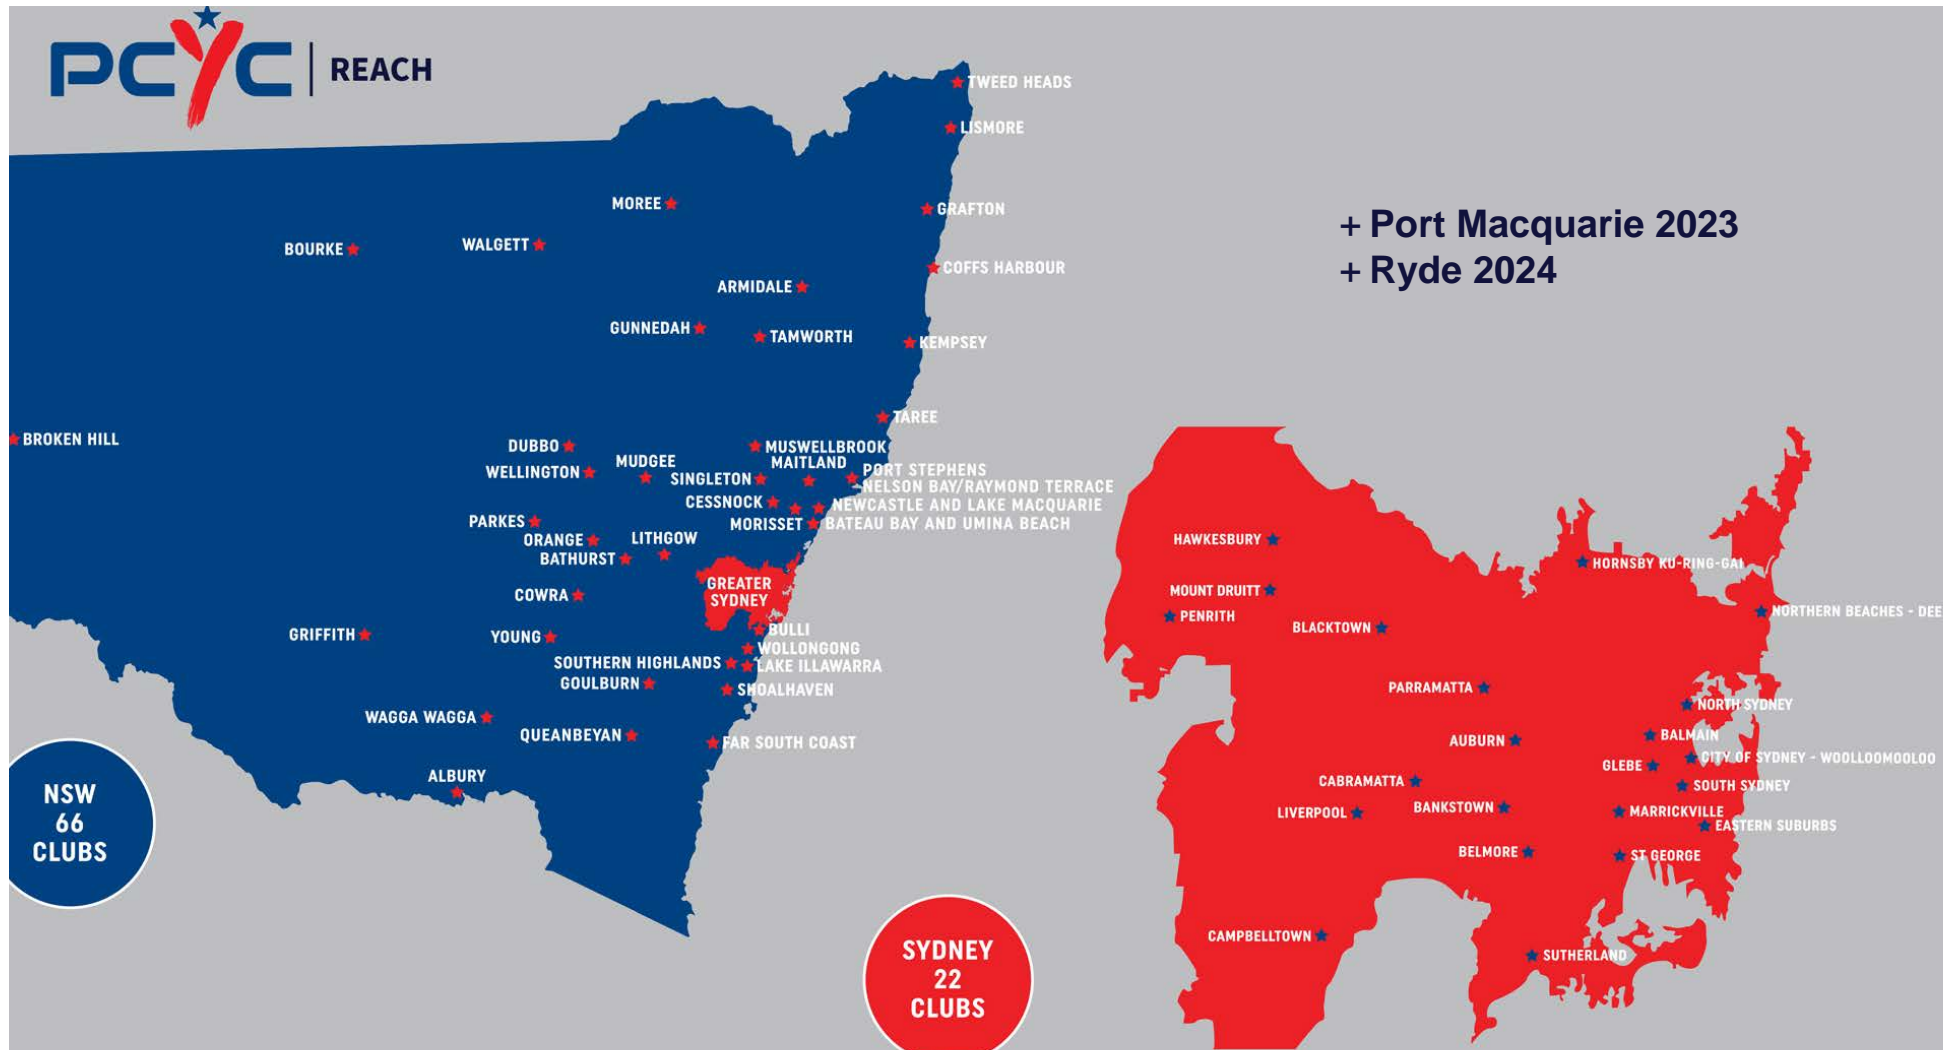 PCYC | REACH
TWEED HEADS
LISMORE
MOREE
GRAFTON
+ Port Macquarie 2023
+ Ryde 2024
BOURKE
WALGETT
COFFS HARBOUR
ARMIDALE
GUNNEDAH
TAMWORTH
KEMPSEY
TAREE
BROKEN HILL
DUBBO
MUSWELLBROOK
WELLINGTON
MUDGEE
MAITLAND
SINGLETON
PORT STEPHENS
NELSON BAY/RAYMOND TERRACE
CESSNOCK
NEWCASTLE AND LAKE MACQUARIE
MORISSET
BATEAU BAY AND UMINA BEACH
PARKES
ORANGE
LITHGOW
BATHURST
GREATER
SYDNEY
COWRA
GRIFFITH
YOUNG
BULLI
WOLLONGONG
SOUTHERN HIGHLANDS
LAKE ILLAWARRA
GOULBURN
SHOALHAVEN
WAGGA WAGGA
QUEANBEYAN
FAR SOUTH COAST
ALBURY
NSW
66
CLUBS
SYDNEY
22
CLUBS
HAWKESBURY
HORNSBY KU-RING-GAI
MOUNT DRUITT
PENRITH
NORTHERN BEACHES - DEE
BLACKTOWN
PARRAMATTA
NORTH SYDNEY
BALMAIN
AUBURN
CITY OF SYDNEY - WOOLLOOMOOLOO
GLEBE
CABRAMATTA
SOUTH SYDNEY
BANKSTOWN
LIVERPOOL
MARRICKVILLE
EASTERN SUBURBS
BELMORE
ST GEORGE
CAMPBELLTOWN
SUTHERLAND